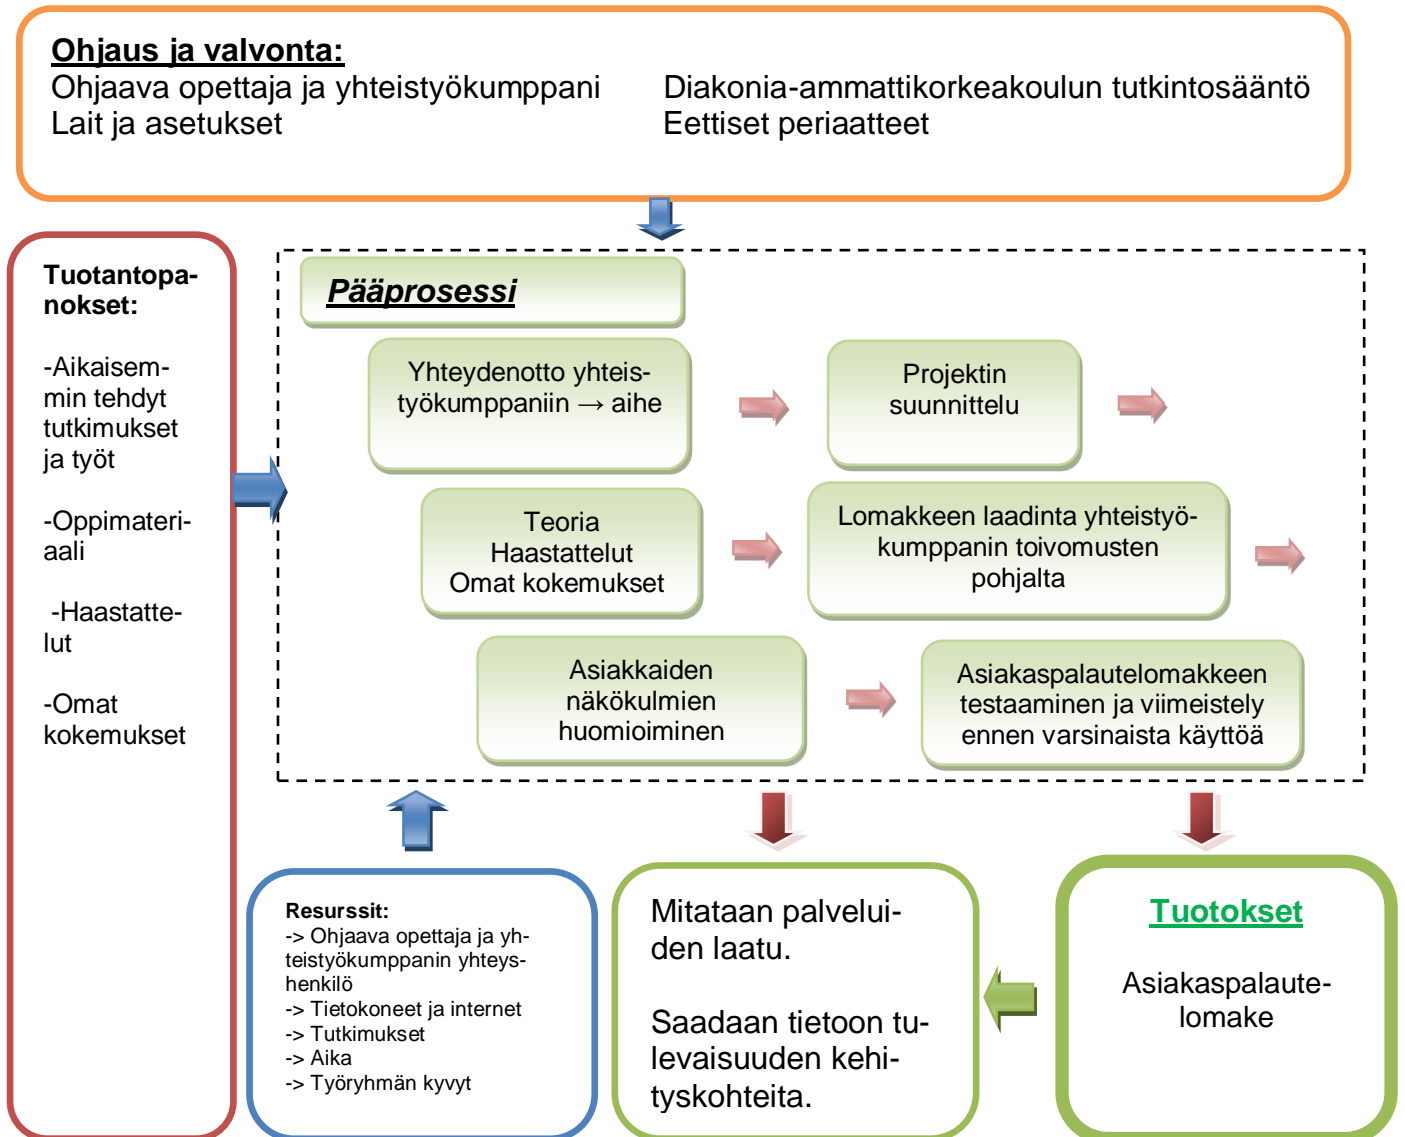 Ohjaus ja valvonta:
Ohjaava opettaja ja yhteistyökumppani
Lait ja asetukset
Diakonia-ammattikorkeakoulun tutkintosääntö
Eettiset periaatteet
Tuotantopa-
nokset:
-Aikaisem-
min tehdyt
tutkimukset
ja työt
-Oppimateri-
aali
-Haastatte-
lut
-Omat
kokemukset
Pääprosessi
Yhteydenotto yhteis-
työkumppaniin → aihe
Projektin
suunnittelu
Teoria
Haastattelut
Omat kokemukset
Lomakkeen laadinta yhteistyö-
kumppanin toivomusten
pohjalta
Asiakkaiden
näkökulmien
huomioiminen
Asiakaspalautelomakkeen
testaaminen ja viimeistely
ennen varsinaista käyttöä
Resurssit:
-> Ohjaava opettaja ja yh-
teistyökumppanin yhteys-
henkilö
-> Tietokoneet ja internet
-> Tutkimukset
-> Aika
-> Työryhmän kyvyt
Mitataan palvelui-
den laatu.
Saadaan tietoon tu-
levaisuuden kehi-
tyskohteita.
Tuotokset
Asiakaspalaute-
lomake